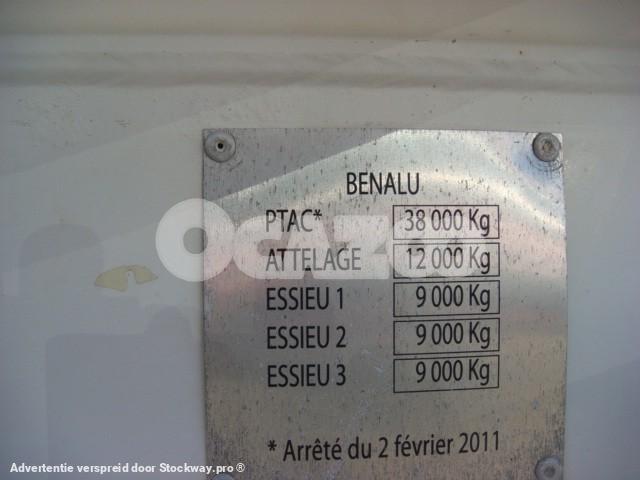 BENALU
PTAC* 38 000 Kg
ATTELAGE 12 000 Kg
ESSIEU 1 9 000 Kg
ESSIEU 2 9 000 Kg
ESSIEU 3 9 000 Kg
* Arrêté du 2 février 2011
Advertentie verspreid door Stockway.pro ®